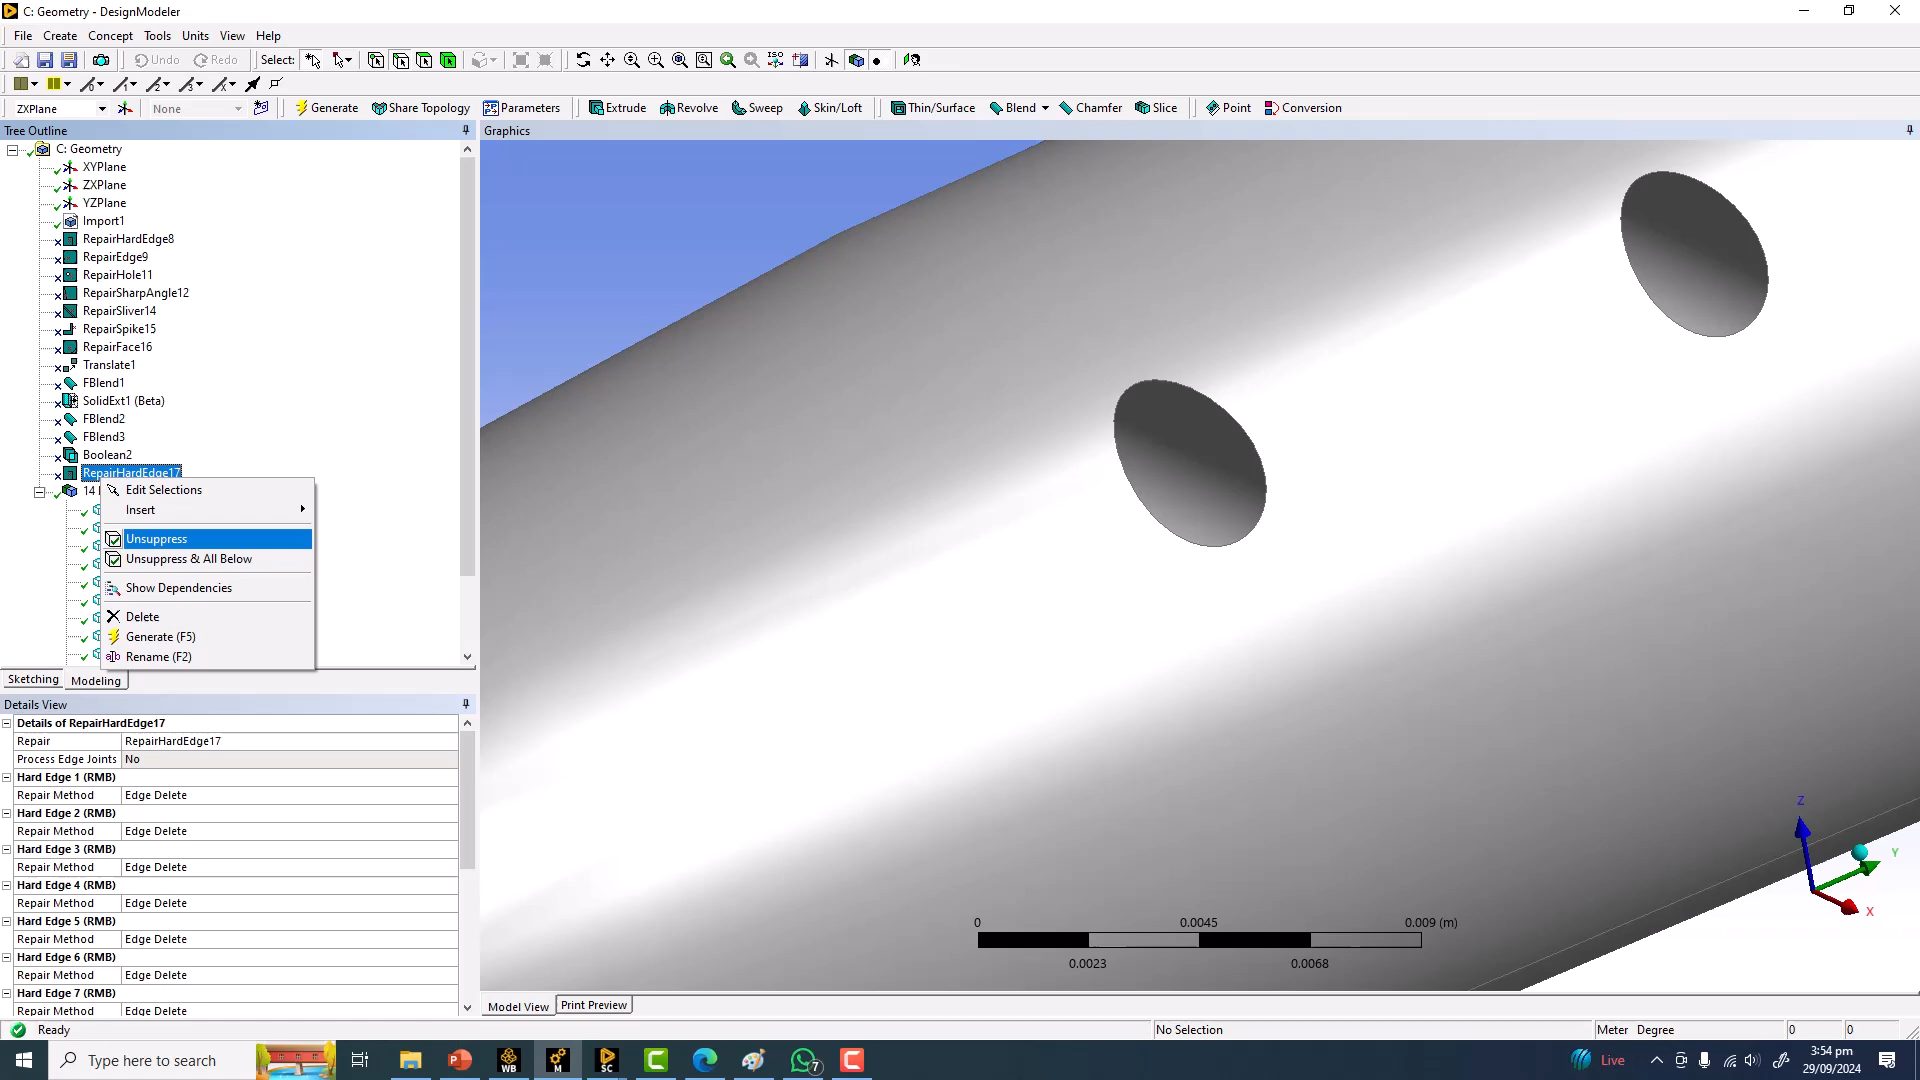 C: Geometry - DesignModeler
File Create Concept Tools Units View Help
Undo Redo Select:
ZXPlane None Generate Share Topology Parameters Extrude Revolve Sweep Skin/Loft Thin/Surface Blend Chamfer Slice Point Conversion
Tree Outline
Graphics
C: Geometry
XYPlane
ZXPlane
YZPlane
Import1
RepairHardEdge8
RepairEdge9
RepairHole11
RepairSharpAngle12
RepairSliver14
RepairSpike15
RepairFace16
Translate1
FBlend1
SolidExt1 (Beta)
FBlend2
FBlend3
Boolean2
RepairHardEdge17
14
Edit Selections
Insert
Unsuppress
Unsuppress & All Below
Show Dependencies
Delete
Generate (F5)
Rename (F2)
Sketching Modeling
Details View
Details of RepairHardEdge17
Repair RepairHardEdge17
Process Edge Joints No
Hard Edge 1 (RMB)
Repair Method Edge Delete
Hard Edge 2 (RMB)
Repair Method Edge Delete
Hard Edge 3 (RMB)
Repair Method Edge Delete
Hard Edge 4 (RMB)
Repair Method Edge Delete
Hard Edge 5 (RMB)
Repair Method Edge Delete
Hard Edge 6 (RMB)
Repair Method Edge Delete
Hard Edge 7 (RMB)
Repair Method Edge Delete
Z
Y
X
0 0.0045 0.009 (m)
0.0023 0.0068
Model View Print Preview
Ready No Selection Meter Degree 0 0
Type here to search
WB M SC 7
Live
3:54 pm
29/09/2024